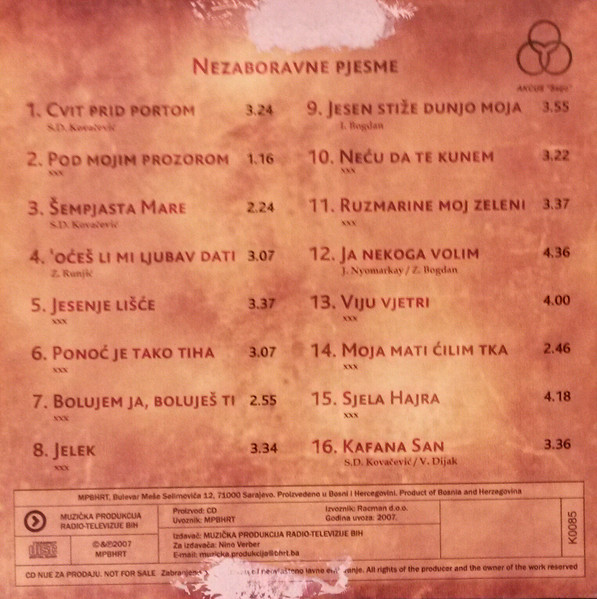 NEZABORAVNE PJESME
AKCUS "Seljo"
1. CVIT PRID PORTOM 3.24
S.D. Kovačević
2. POD MOJIM PROZOROM 1.16
xxx
3. ŠEMPJASTA MARE 2.24
S.D. Kovačević
4. 'OĆEŠ LI MI LJUBAV DATI 3.07
Z. Runjić
5. JESENJE LIŠĆE 3.37
xxx
6. PONOĆ JE TAKO TIHA 3.07
xxx
7. BOLUJEM JA, BOLUJEŠ TI 2.55
xxx
8. JELEK 3.34
xxx
9. JESEN STIŽE DUNJO MOJA 3.55
I. Bogdan
10. NEĆU DA TE KUNEM 3.22
xxx
11. RUZMARINE MOJ ZELENI 3.37
xxx
12. JA NEKOGA VOLIM 4.36
J. Nyomarkay / Z. Bogdan
13. VIJU VJETRI 4.00
xxx
14. MOJA MATI ĆILIM TKA 2.46
xxx
15. SJELA HAJRA 4.18
xxx
16. KAFANA SAN 3.36
S.D. Kovačević / V. Dijak
MPBHRT, Bulevar Meše Selimovića 12, 71000 Sarajevo. Proizvedeno u Bosni i Hercegovini. Product of Bosnia and Herzegovina
MUZIČKA PRODUKCIJA
RADIO-TELEVIZIJE BIH
Proizvod: CD
Uvoznik: MPBHRT
Izvoznik: Racman d.o.o.
Godina uvoza: 2007.
©&℗2007
MPBHRT
Izdavač: MUZIČKA PRODUKCIJA RADIO-TELEVIZIJE BIH
Za izdavača: Nino Verber
E-mail: muzicka.produkcija@bhrt.ba
K0085
CD NIJE ZA PRODAJU. NOT FOR SALE Zabranjeno javno All rights of the producer and the owner of the work reserved